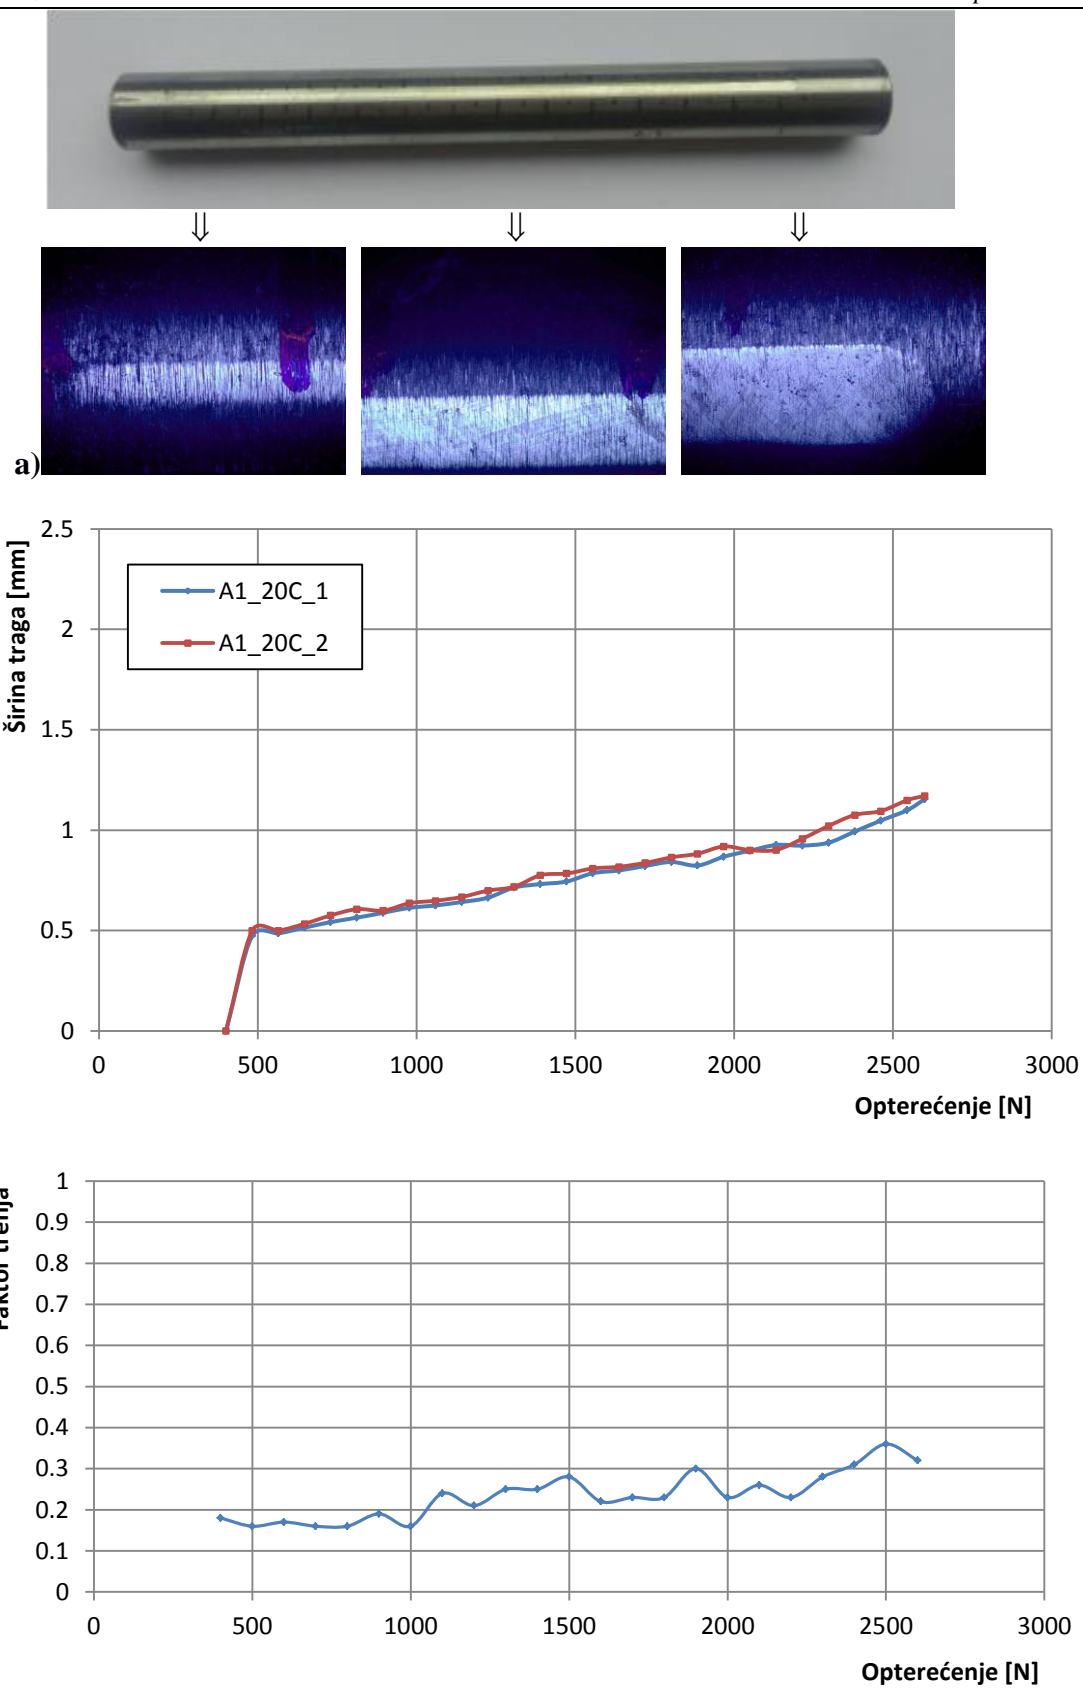 ⇓ ⇓ ⇓
a)
2.5
2
1.5
1
0.5
0
Širina traga [mm]
A1_20C_1
A1_20C_2
0 500 1000 1500 2000 2500 3000
Opterećenje [N]
1
0.9
0.8
0.7
0.6
0.5
0.4
0.3
0.2
0.1
0
Faktor trenja
0 500 1000 1500 2000 2500 3000
Opterećenje [N]